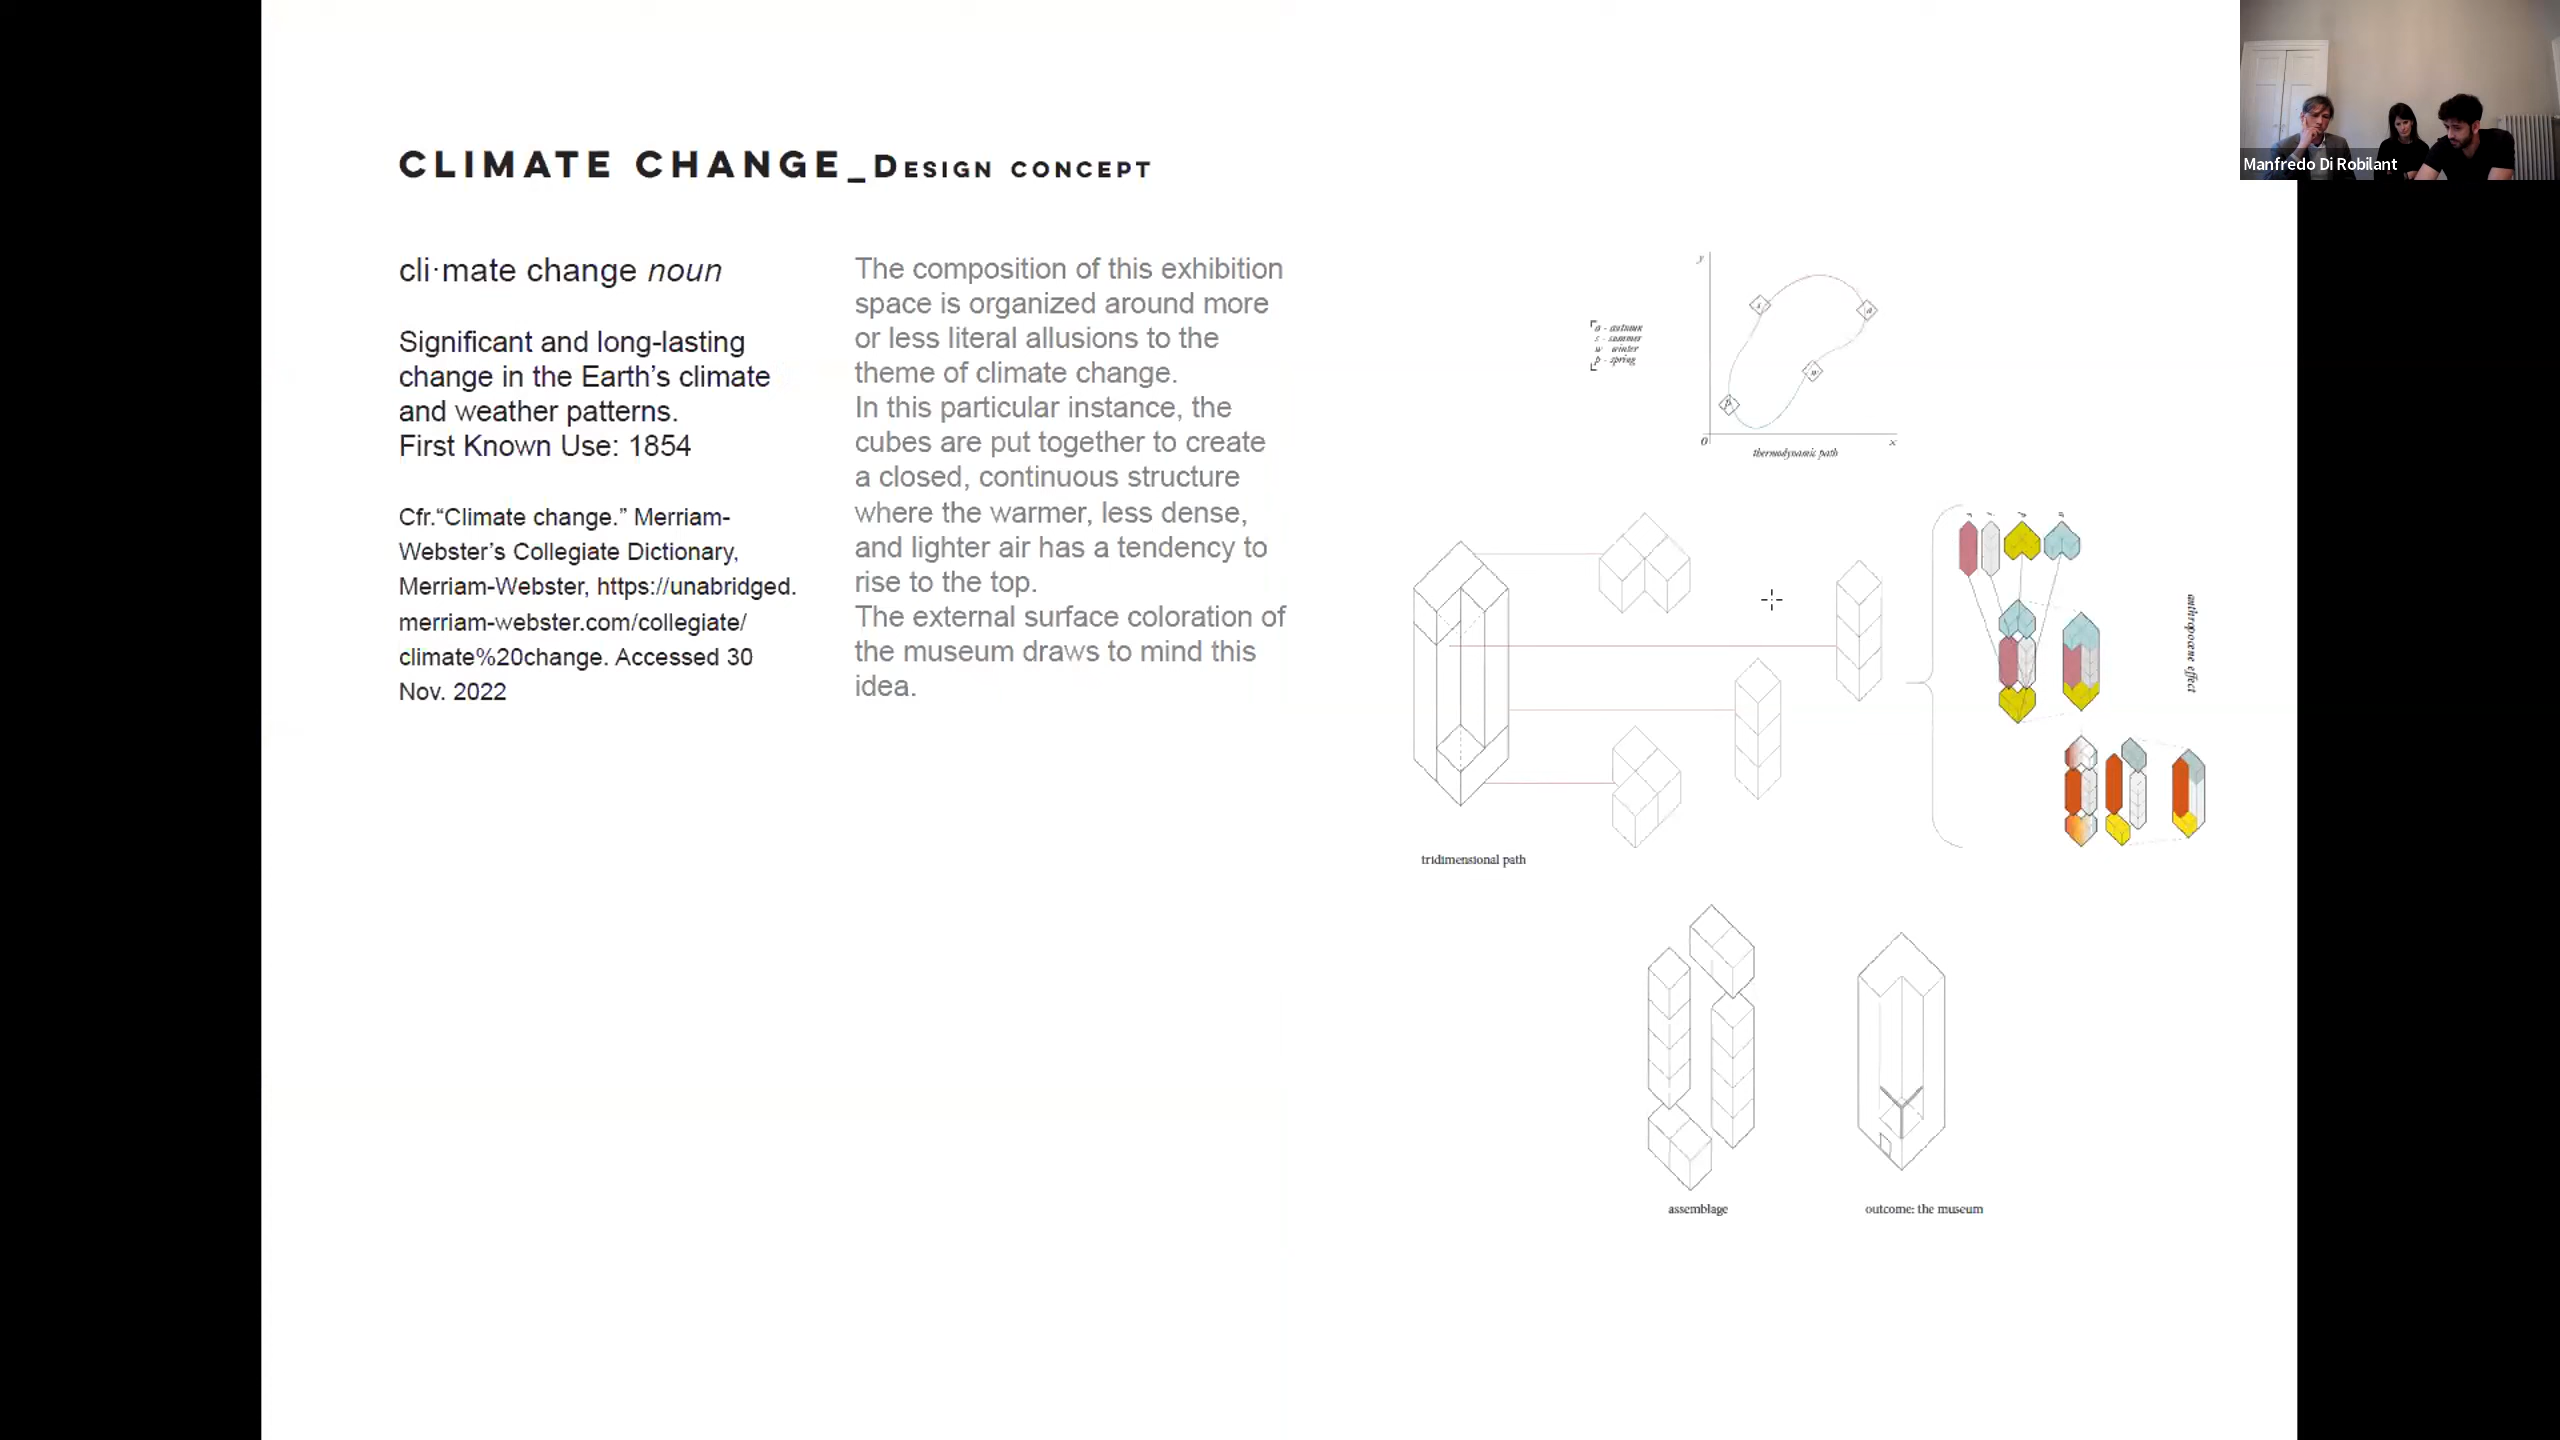 CLIMATE CHANGE_DESIGN CONCEPT
cli·mate change noun
Significant and long-lasting
change in the Earth's climate
and weather patterns.
First Known Use: 1854
Cfr.“Climate change.” Merriam-
Webster's Collegiate Dictionary,
Merriam-Webster, https://unabridged.
merriam-webster.com/collegiate/
climate%20change. Accessed 30
Nov. 2022
The composition of this exhibition
space is organized around more
or less literal allusions to the
theme of climate change.
In this particular instance, the
cubes are put together to create
a closed, continuous structure
where the warmer, less dense,
and lighter air has a tendency to
rise to the top.
The external surface coloration of
the museum draws to mind this
idea.
y
s
a
w
p
0
x
thermodynamic path
a - autumn
s - summer
w winter
p - spring
tridimensional path
anthropocene effect
assemblage
outcome: the museum
Manfredo Di Robilant